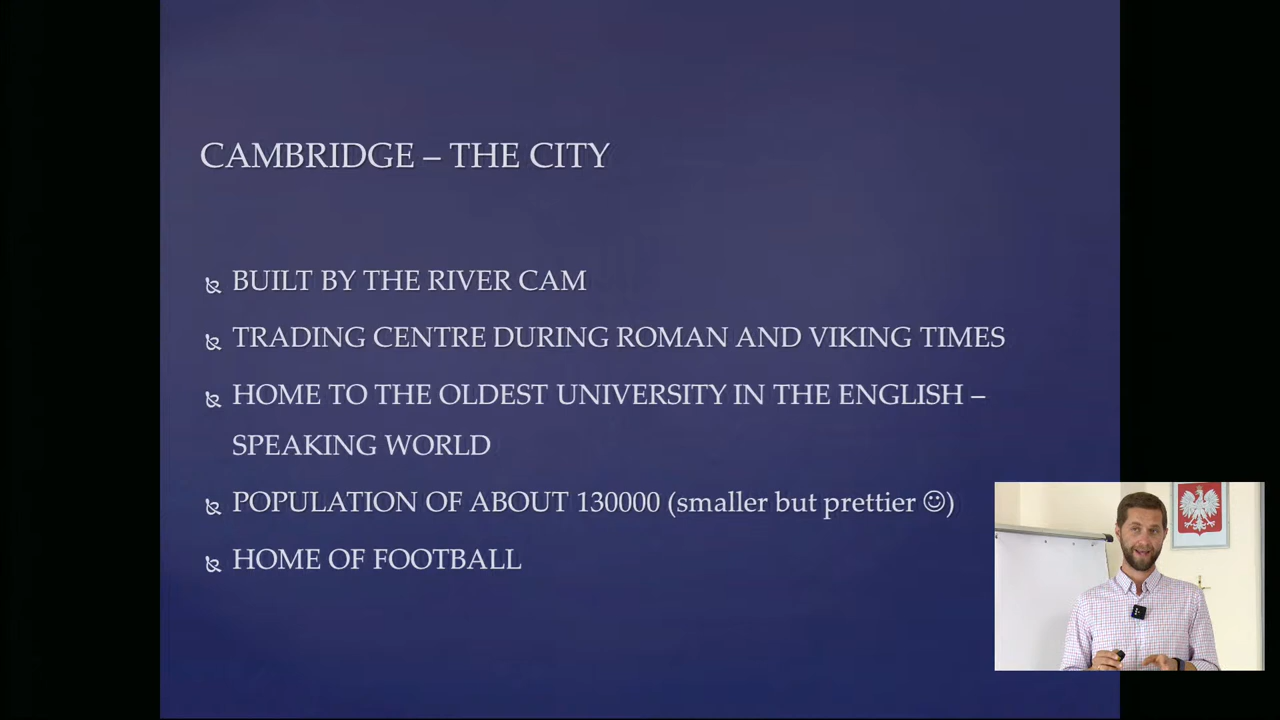 CAMBRIDGE – THE CITY
BUILT BY THE RIVER CAM
TRADING CENTRE DURING ROMAN AND VIKING TIMES
HOME TO THE OLDEST UNIVERSITY IN THE ENGLISH –
SPEAKING WORLD
POPULATION OF ABOUT 130000 (smaller but prettier ☺)
HOME OF FOOTBALL